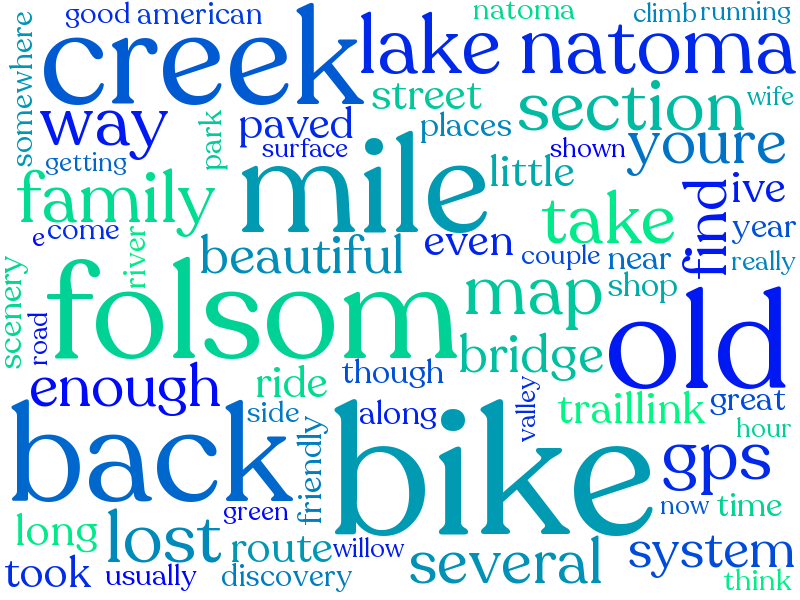 good american
natoma
climb
running
somewhere
creek
lake natoma
street
section
wife
way
park
paved
places
surface
shown
youre
getting
mile
little
family
take
find
ive
e
come
river
beautiful
even
couple
near
year
really
scenery
road
folsom
map
shop
old
bridge
enough
ride
though
valley
traillink
great
side
along
hour
back
friendly
bike
gps
green
now
time
long
lost
route
willow
several
system
took
usually
discovery
think